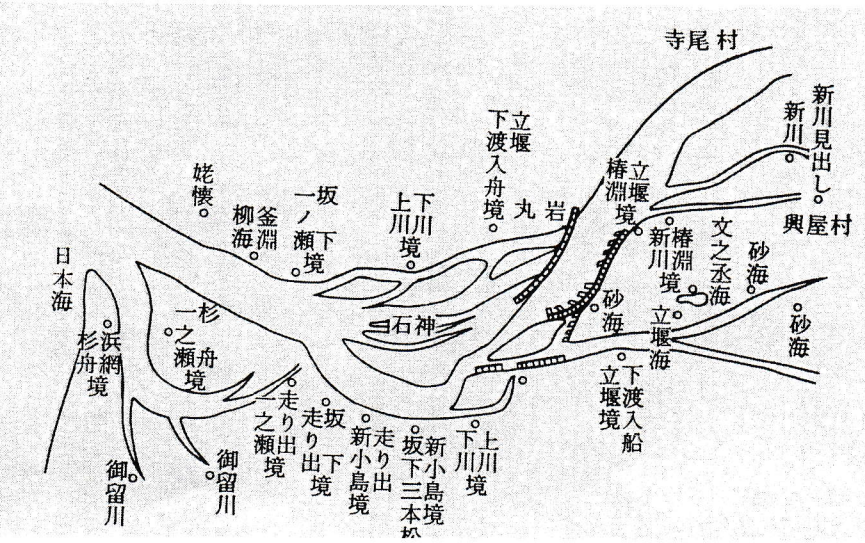 寺尾村
新川見出し
新川
興屋村
立堰
下渡入舟境
岩
丸
立堰
椿淵境
椿淵
新川境
文之丞海
砂海
砂海
立堰海
砂海
下渡入船
立堰境
下川
上川境
坂
一ノ瀬下境
釜淵
柳海
姥懐
石神
日本海
浜網
杉舟境
杉
一之瀬舟境
御留川
御留川
走り出
一之瀬境
坂下
走り出境
走り出
新小島境
新小島境
坂下三本松
上川
下川境